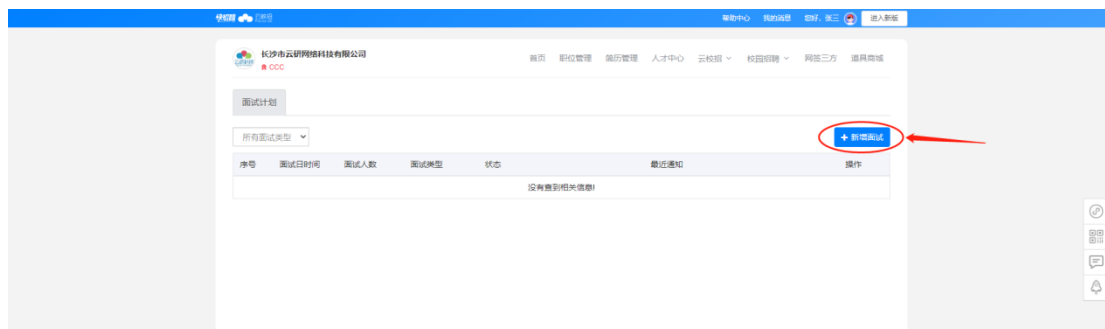 帮助中心 我的消息 您好，张三 进入新版
长沙市云研网络科技有限公司
CCC
首页 职位管理 简历管理 人才中心 云校招 校园招聘 网签三方 道具商城
面试计划
所有面试类型
+ 新增面试
序号 面试日时间 面试人数 面试类型 状态 最近通知 操作
没有查到相关信息!